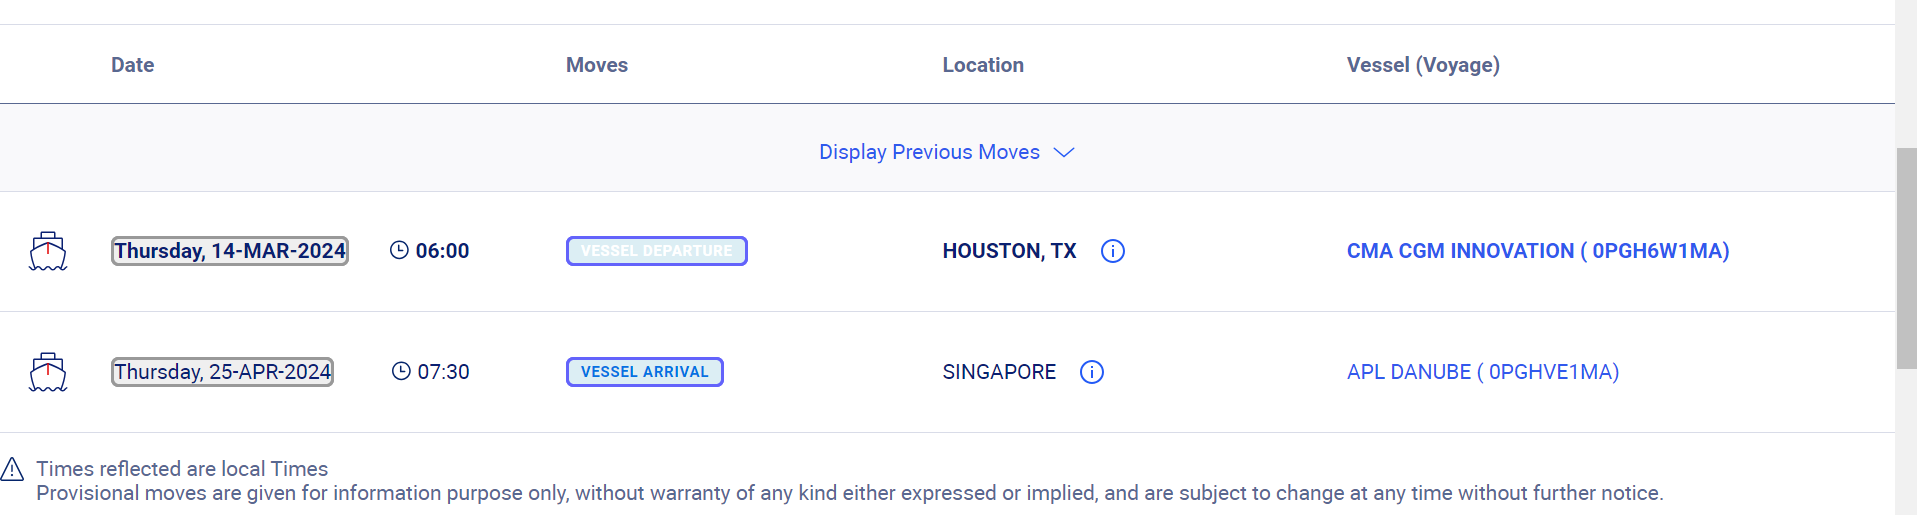 Date Moves Location Vessel (Voyage)
Display Previous Moves
Thursday, 14-MAR-2024 06:00 VESSEL DEPARTURE HOUSTON, TX CMA CGM INNOVATION ( 0PGH6W1MA)
Thursday, 25-APR-2024 07:30 VESSEL ARRIVAL SINGAPORE APL DANUBE ( 0PGHVE1MA)
Times reflected are local Times
Provisional moves are given for information purpose only, without warranty of any kind either expressed or implied, and are subject to change at any time without further notice.